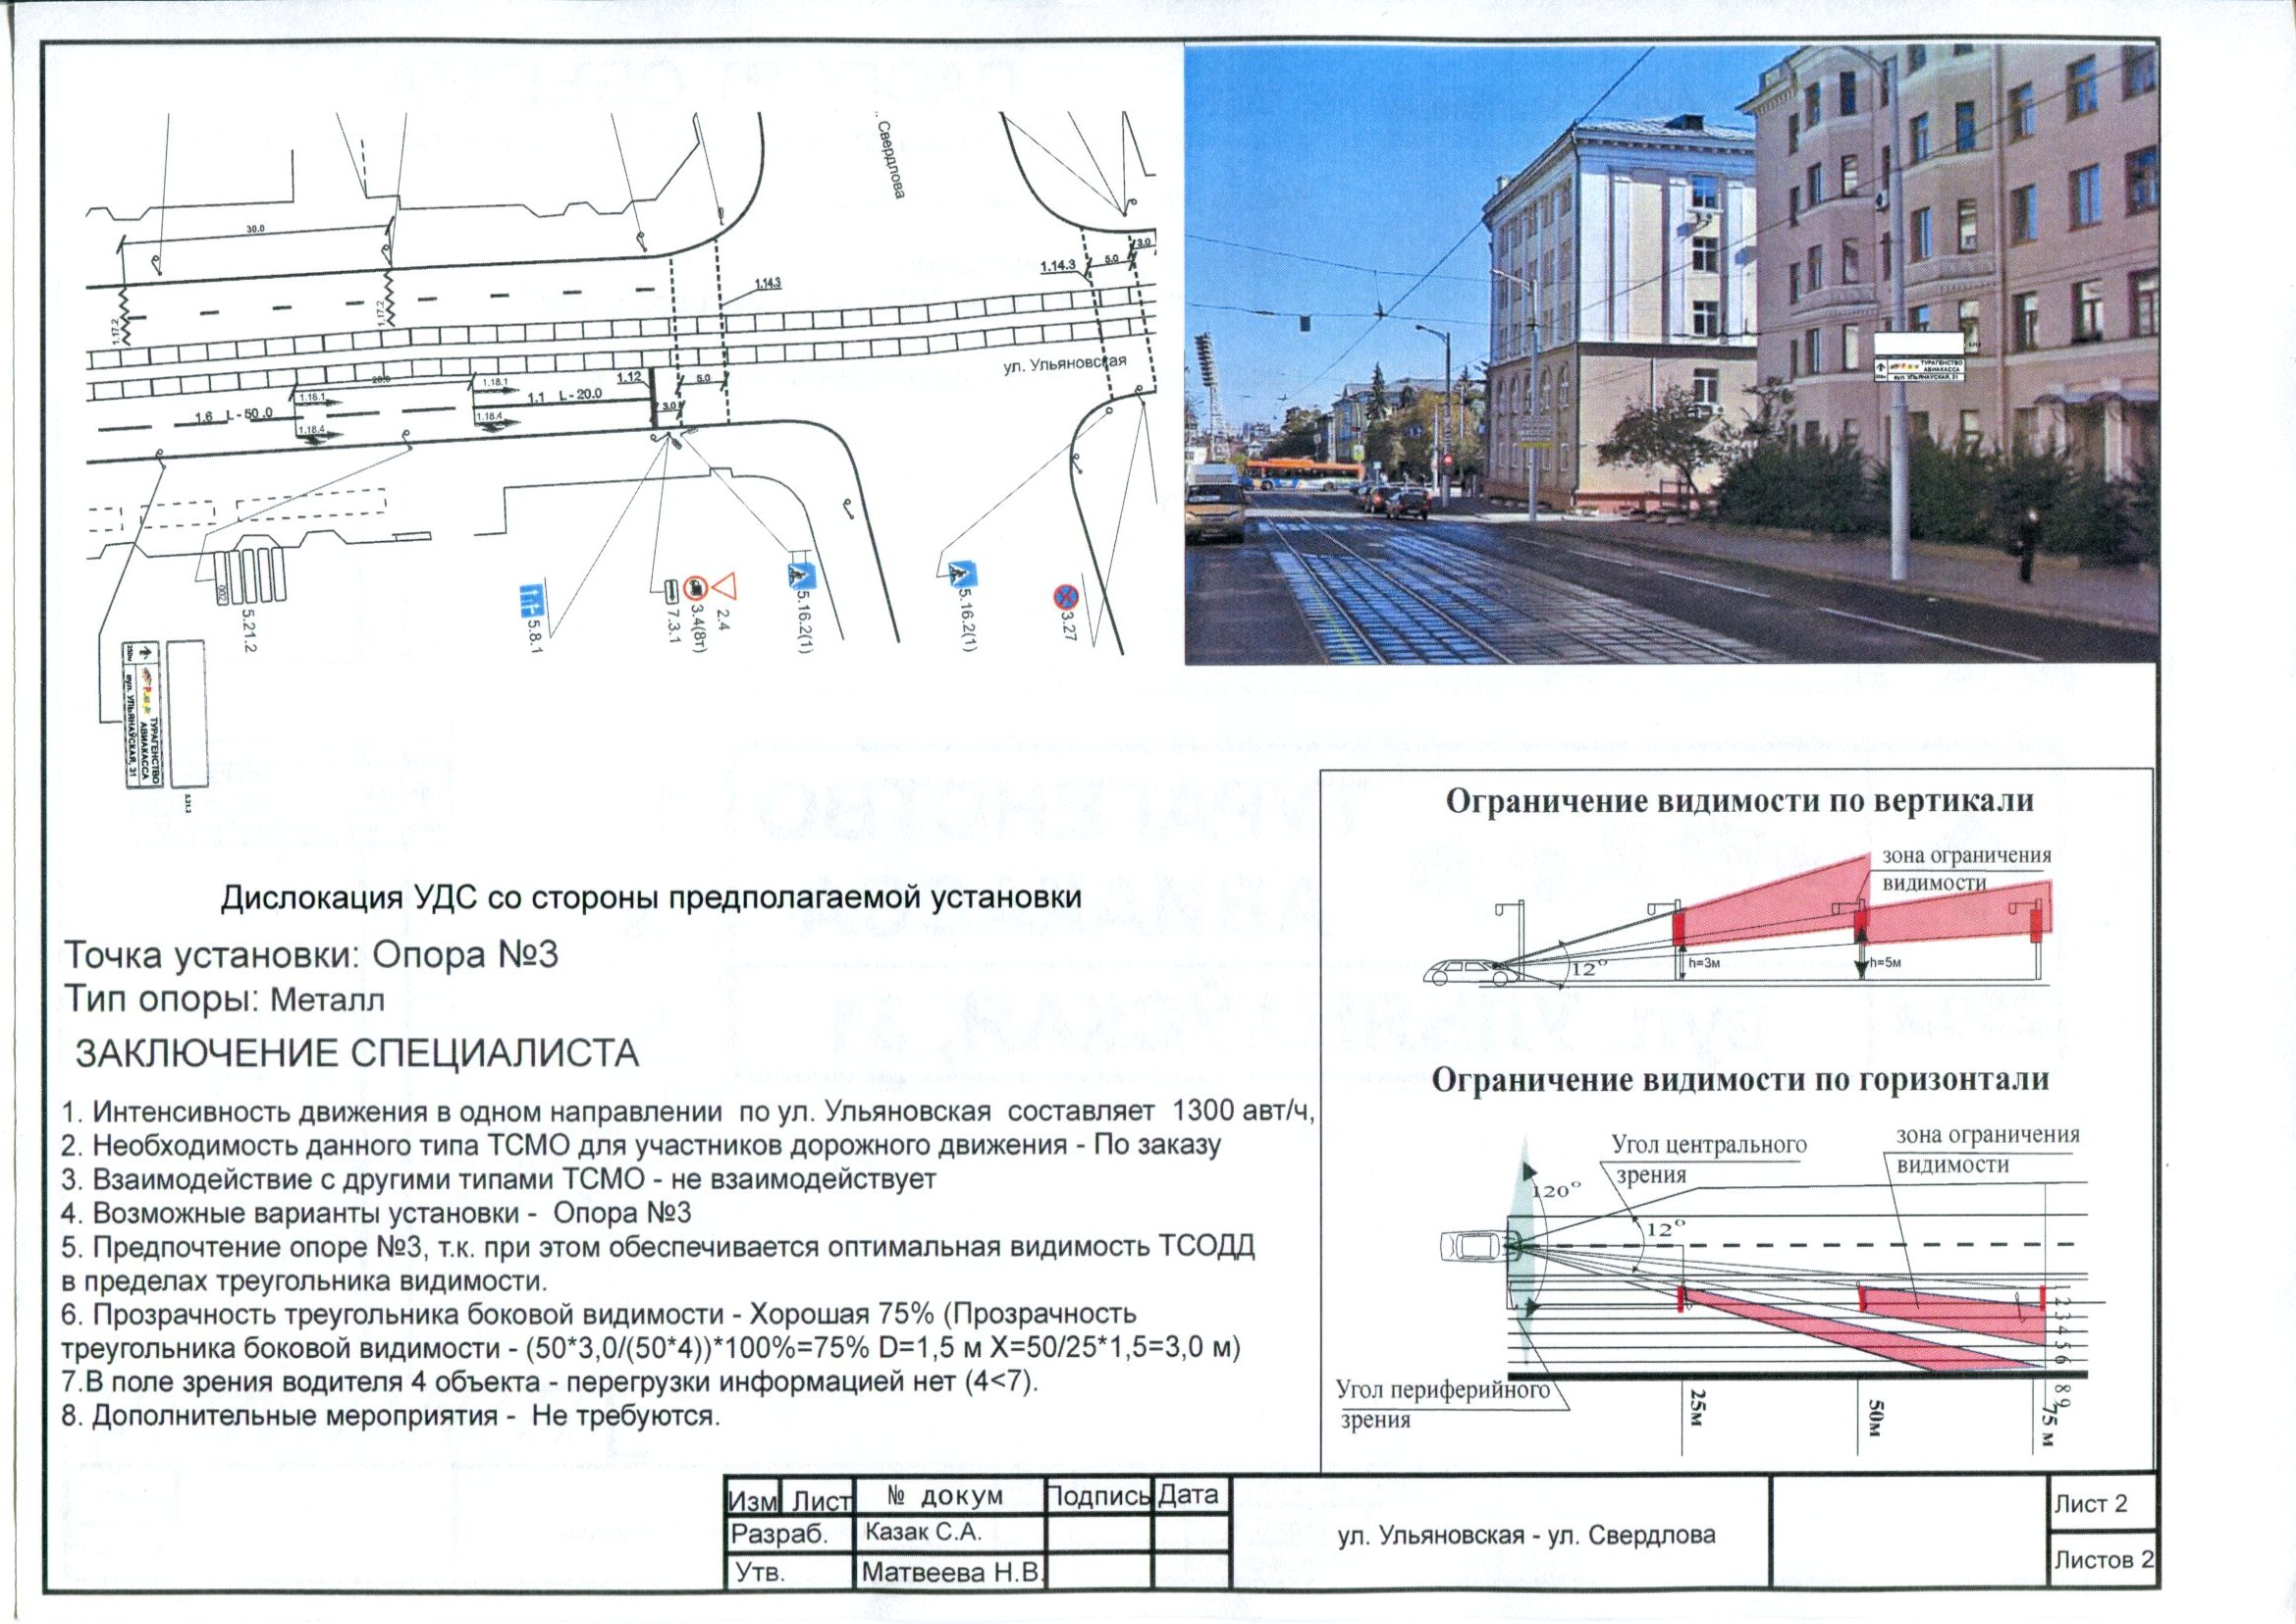 Свердлова
30.0
1.17.2
1.17.2
1.14.3
1.14.3
5.0
3.0
ул. Ульяновская
20.0
1.18.1
1.18.1
1.12
5.0
1.6 L-50.0
1.1 L-20.0
3.0
1.18.4
1.18.4
5.21.2
5.8.1
7.3.1
3.4(8т)
2.4
5.16.2(1)
5.16.2(1)
3.27
250м
ТУРАГЕНСТВО
АВИАКАССА
вул. УЛЬЯНАЎСКАЯ, 31
5.21.2
ТУРАГЕНСТВО
АВИАКАССА
вул. УЛЬЯНАЎСКАЯ, 31
Дислокация УДС со стороны предполагаемой установки
Точка установки: Опора №3
Тип опоры: Металл
ЗАКЛЮЧЕНИЕ СПЕЦИАЛИСТА
1. Интенсивность движения в одном направлении по ул. Ульяновская составляет 1300 авт/ч,
2. Необходимость данного типа ТСМО для участников дорожного движения - По заказу
3. Взаимодействие с другими типами ТСМО - не взаимодействует
4. Возможные варианты установки - Опора №3
5. Предпочтение опоре №3, т.к. при этом обеспечивается оптимальная видимость ТСОДД
в пределах треугольника видимости.
6. Прозрачность треугольника боковой видимости - Хорошая 75% (Прозрачность
треугольника боковой видимости - (50*3,0/(50*4))*100%=75% D=1,5 м X=50/25*1,5=3,0 м)
7.В поле зрения водителя 4 объекта - перегрузки информацией нет (4<7).
8. Дополнительные мероприятия - Не требуются.
Ограничение видимости по вертикали
зона ограничения
видимости
12°
h=3м
h=5м
Ограничение видимости по горизонтали
Угол центрального
зрения
зона ограничения
видимости
120°
12°
1 2 3 4 5 6
8 9
Угол периферийного
зрения
25м
50м
75 м
Изм Лист № докум Подпись Дата
Разраб. Казак С.А.
Утв. Матвеева Н.В.
ул. Ульяновская - ул. Свердлова
Лист 2
Листов 2